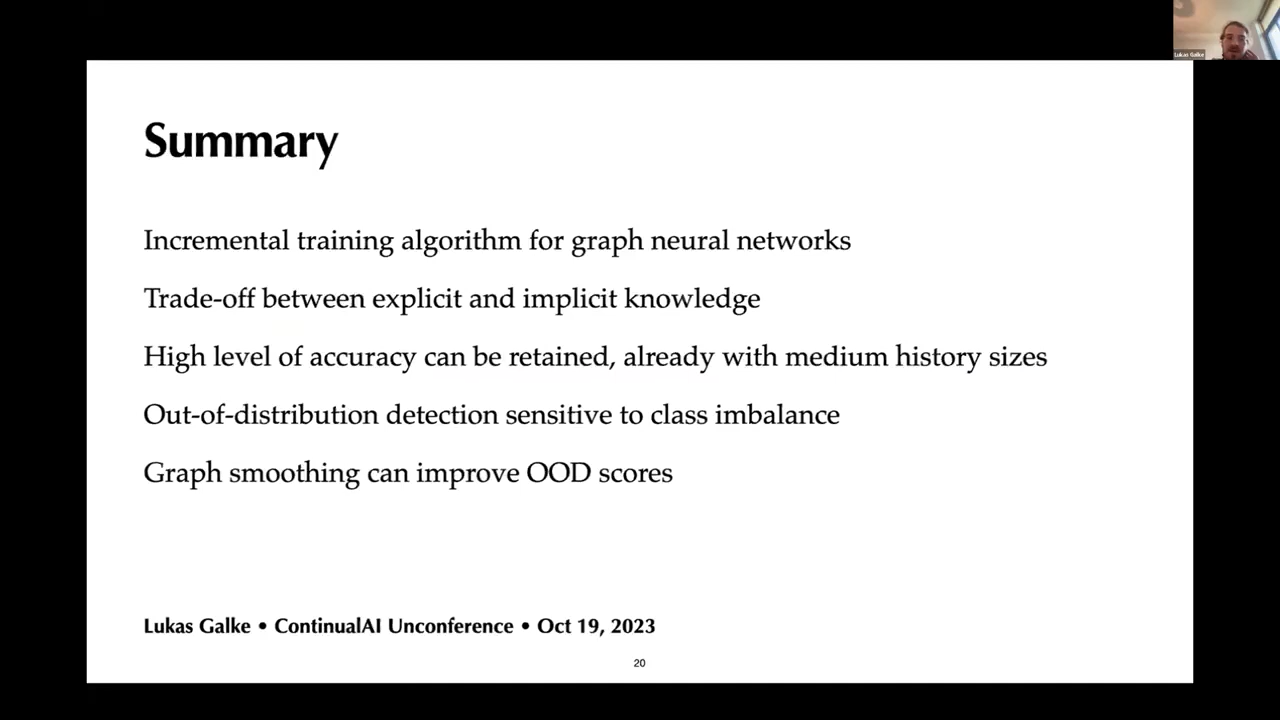 Lukas Galke
Summary
Incremental training algorithm for graph neural networks
Trade-off between explicit and implicit knowledge
High level of accuracy can be retained, already with medium history sizes
Out-of-distribution detection sensitive to class imbalance
Graph smoothing can improve OOD scores
Lukas Galke • ContinualAI Unconference • Oct 19, 2023
20